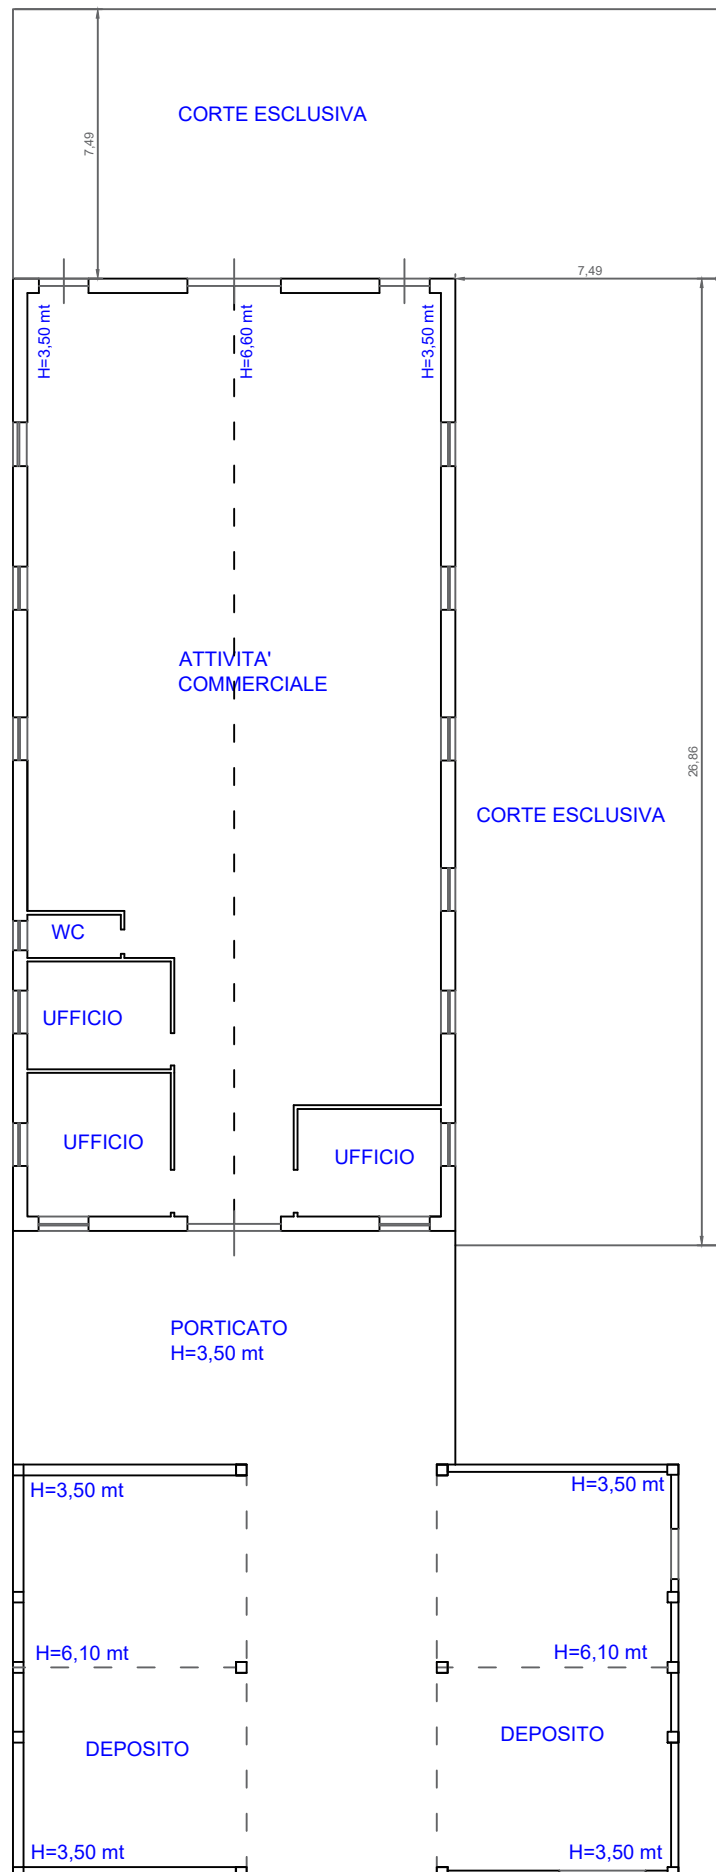 CORTE ESCLUSIVA
7,49
7,49
H=3,50 mt
H=6,60 mt
H=3,50 mt
ATTIVITA'
COMMERCIALE
26,86
CORTE ESCLUSIVA
WC
UFFICIO
UFFICIO
UFFICIO
PORTICATO
H=3,50 mt
H=3,50 mt
H=3,50 mt
H=6,10 mt
H=6,10 mt
DEPOSITO
DEPOSITO
H=3,50 mt
H=3,50 mt